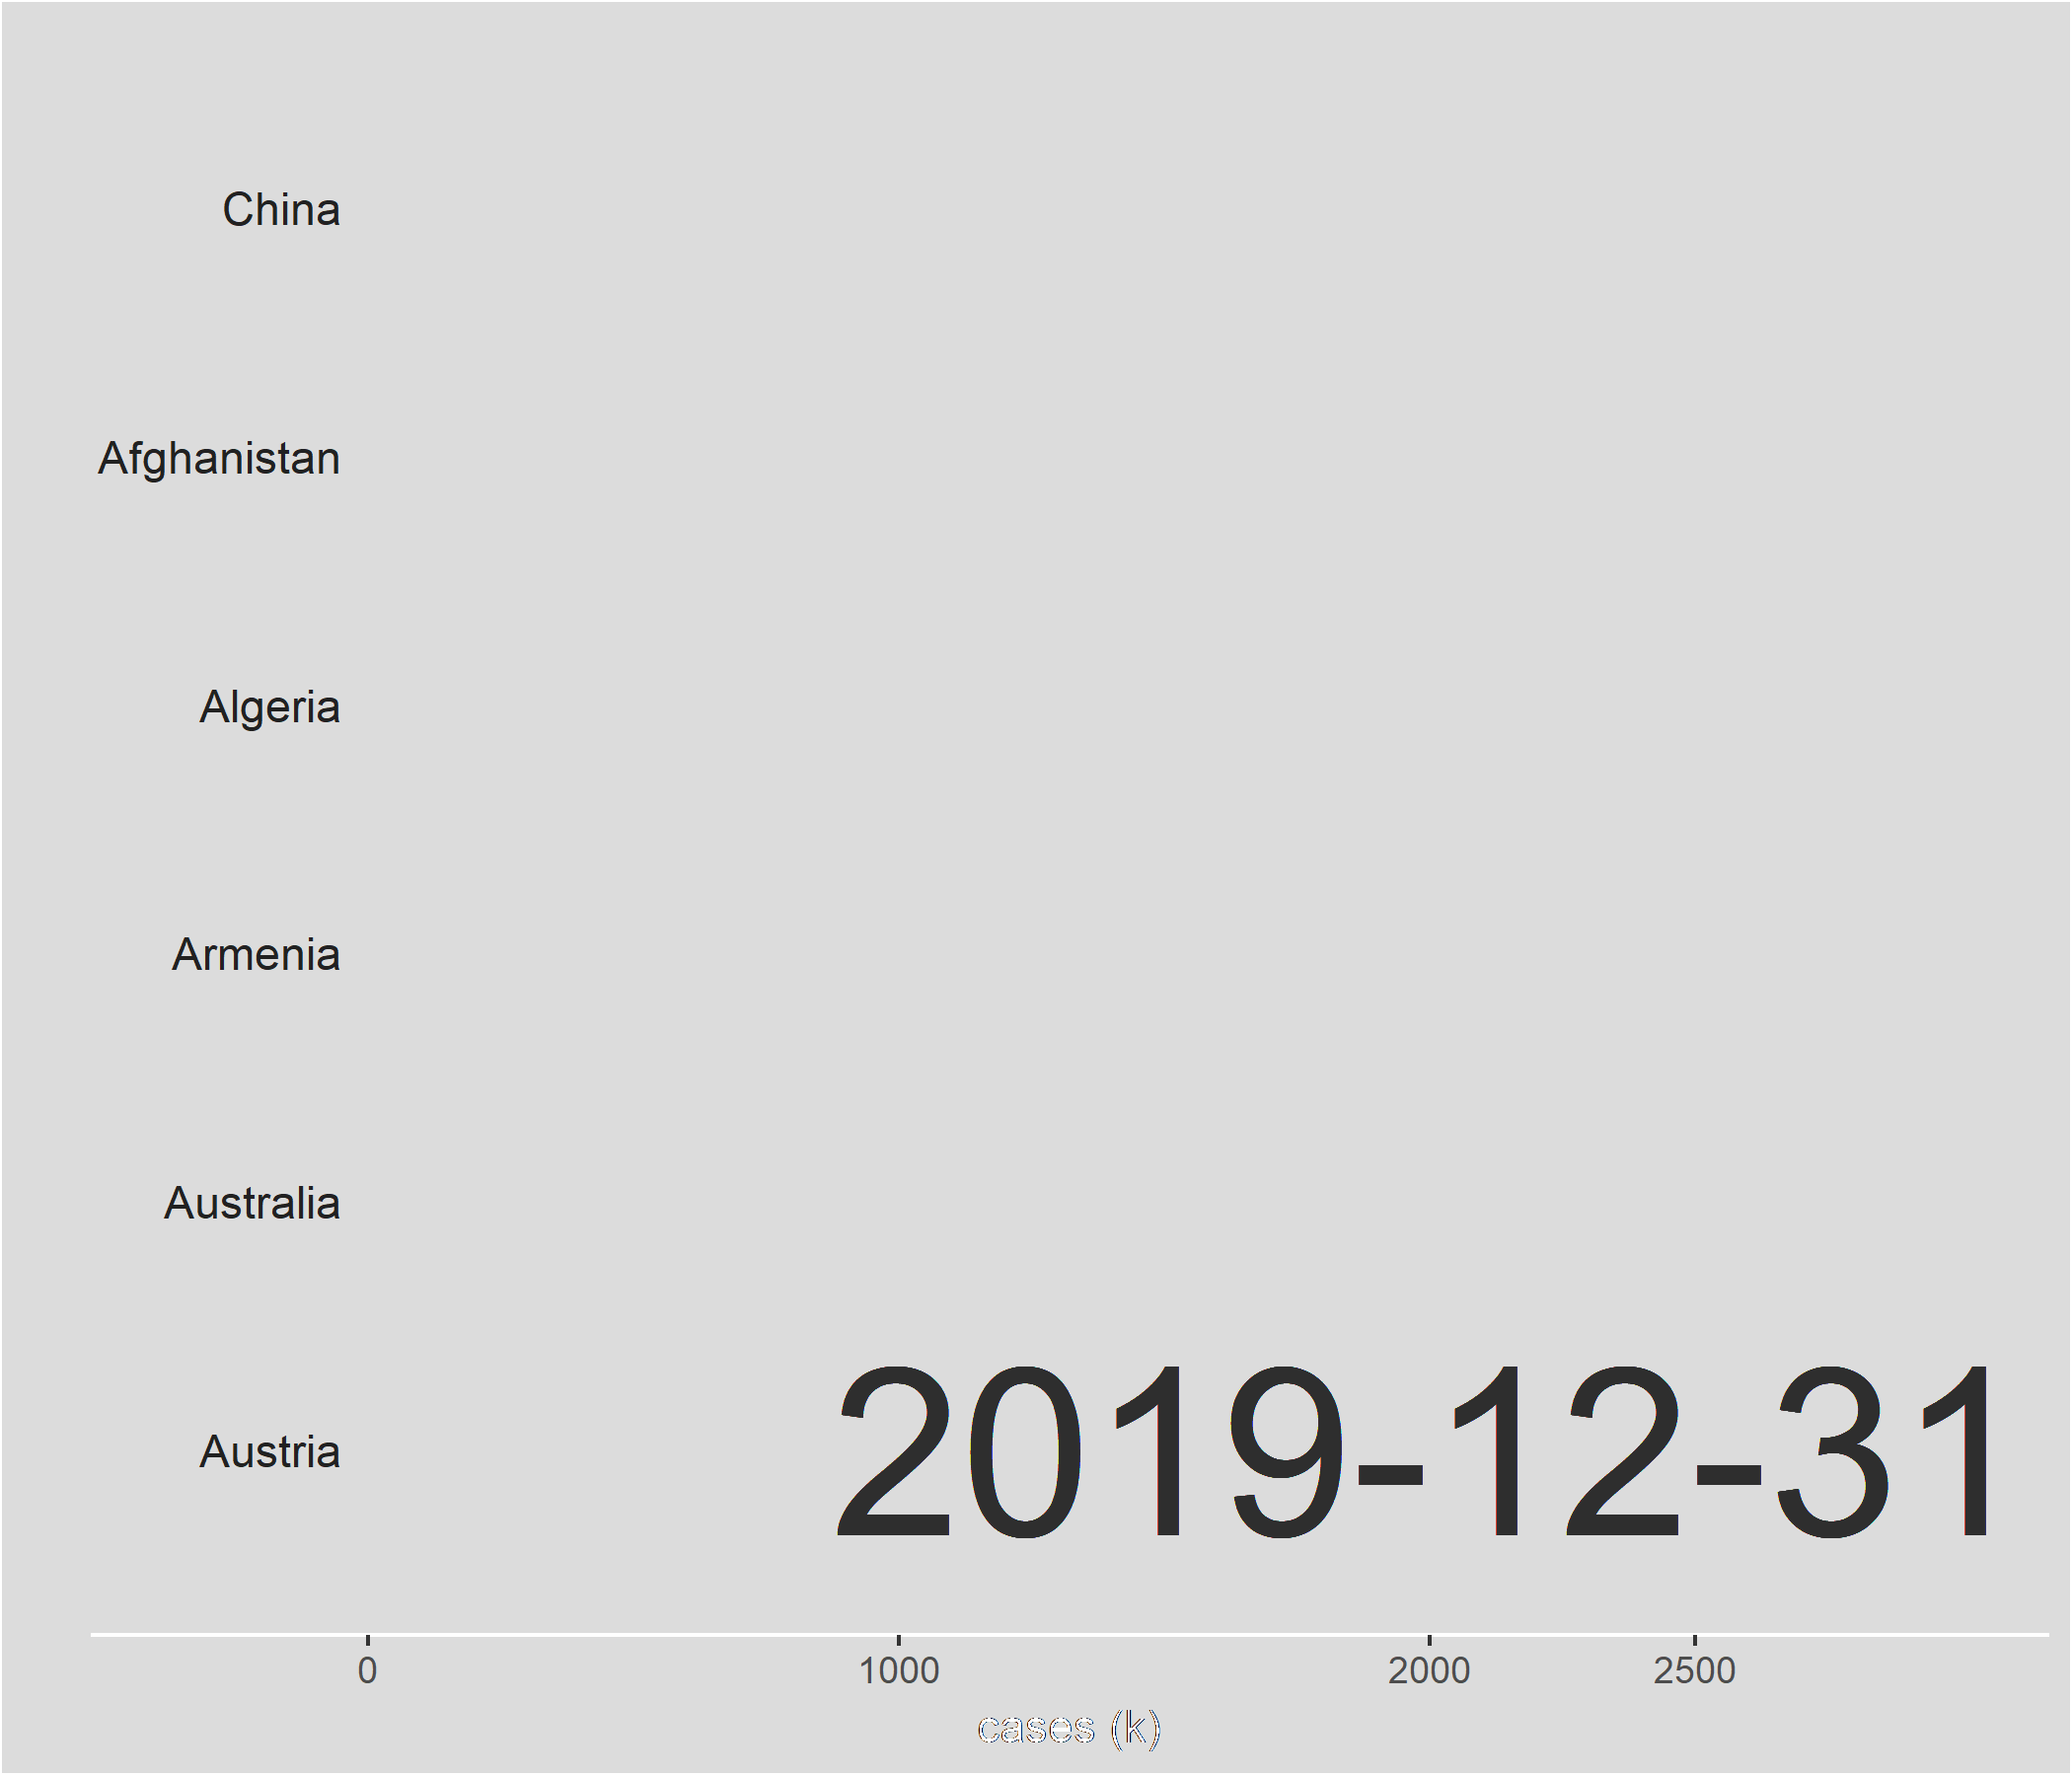 China
Afghanistan
Algeria
Armenia
Australia
Austria
2019-12-31
0 1000 2000 2500
cases (k)